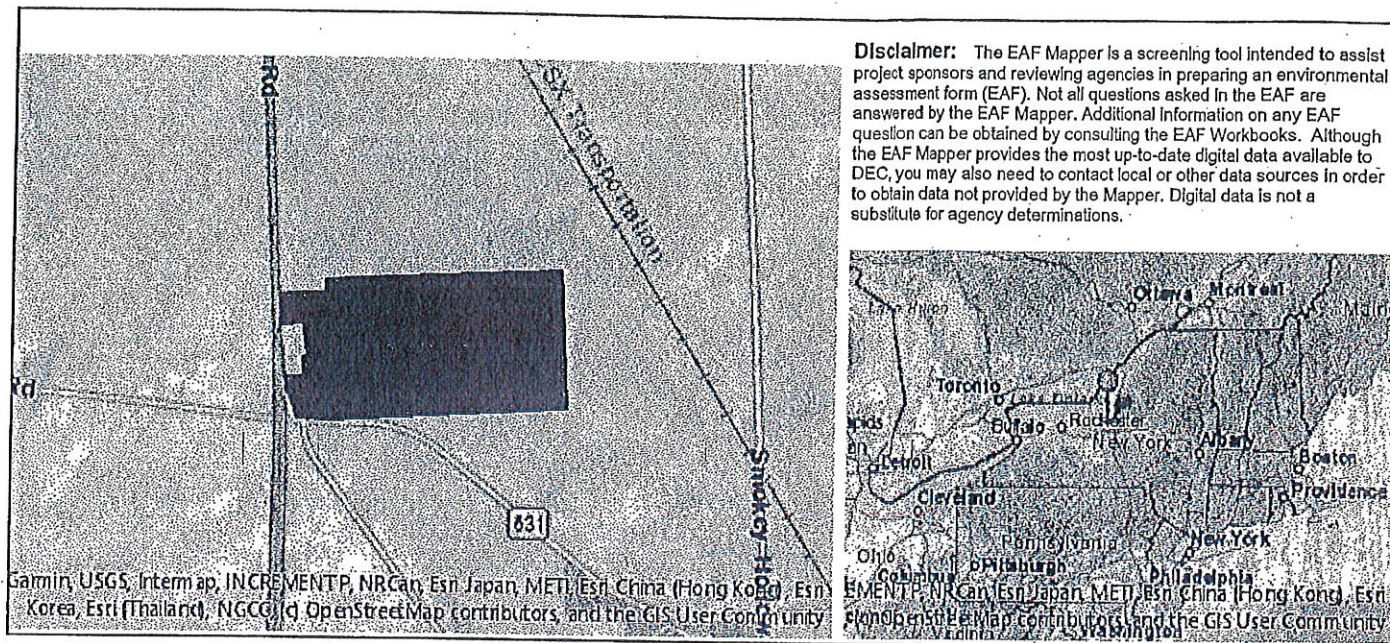 Disclaimer: The EAF Mapper is a screening tool intended to assist
project sponsors and reviewing agencies in preparing an environmental
assessment form (EAF). Not all questions asked in the EAF are
answered by the EAF Mapper. Additional Information on any EAF
question can be obtained by consulting the EAF Workbooks. Although
the EAF Mapper provides the most up-to-date digital data available to
DEC, you may also need to contact local or other data sources in order
to obtain data not provided by the Mapper. Digital data is not a
substitute for agency determinations.
Rd
SX Transportation
Rd
831
Garmin, USGS, Intermap, INCREMENT P, NRCan, Esri Japan, METI, Esri China (Hong Kong), Esri
Korea, Esri (Thailand), NGCC, (c) OpenStreetMap contributors, and the GIS User Community
Ottawa Montreal
Lake Huron
Toronto
Buffalo Rochester
New York Albany
Detroit
Boston
Cleveland
Providence
Pennsylvania
New York
Ohio
Pittsburgh
Columbus
Philadelphia
EMENT P, NRCan, Esri Japan, METI, Esri China (Hong Kong), Esri
OpenStreetMap contributors, and the GIS User Community
Washington